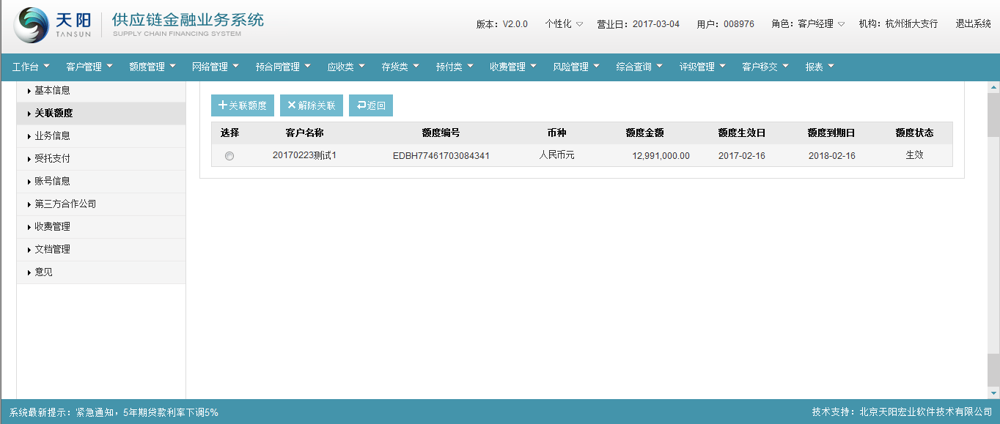 天阳 TANSUN 供应链金融业务系统 SUPPLY CHAIN FINANCING SYSTEM
版本：V2.0.0 个性化 营业日：2017-03-04 用户：008976 角色：客户经理 机构：杭州浙大支行 退出系统
工作台 客户管理 额度管理 网络管理 预合同管理 应收类 存货类 预付类 收费管理 风险管理 综合查询 评级管理 客户移交 报表
基本信息
关联额度
业务信息
受托支付
账号信息
第三方合作公司
收费管理
文档管理
意见
关联额度 解除关联 返回
选择 客户名称 额度编号 币种 额度金额 额度生效日 额度到期日 额度状态
20170223测试1 EDBH77461703084341 人民币元 12,991,000.00 2017-02-16 2018-02-16 生效
系统最新提示：紧急通知，5年期货款利率下调5% 技术支持：北京天阳宏业软件技术有限公司